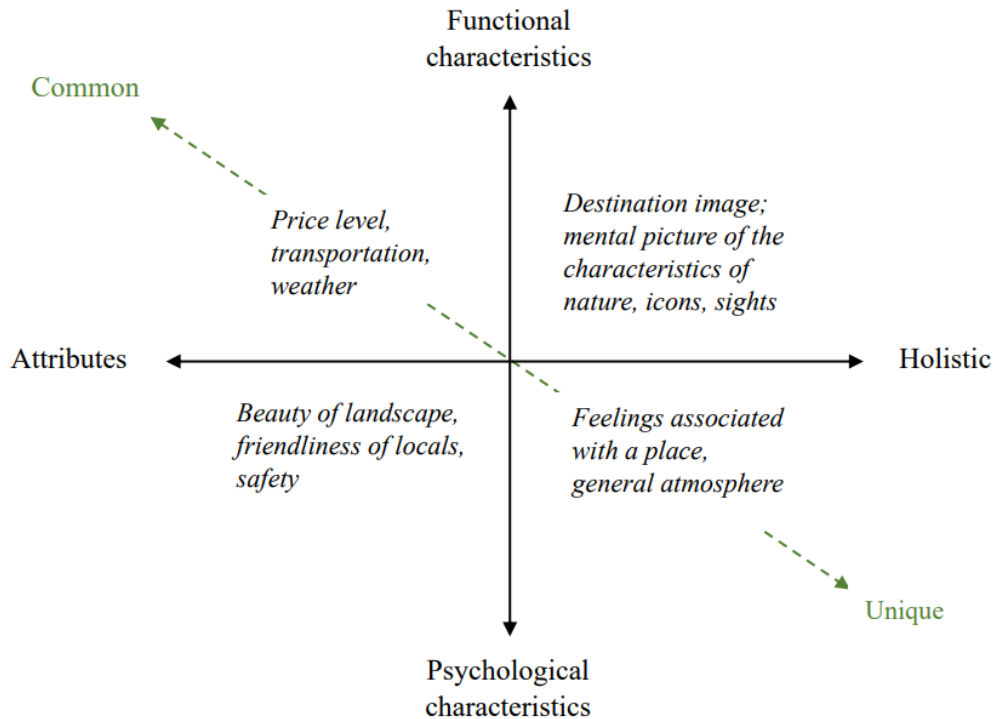 Functional
characteristics
Common
Price level,
transportation,
weather
Destination image;
mental picture of the
characteristics of
nature, icons, sights
Attributes
Holistic
Beauty of landscape,
friendliness of locals,
safety
Feelings associated
with a place,
general atmosphere
Unique
Psychological
characteristics